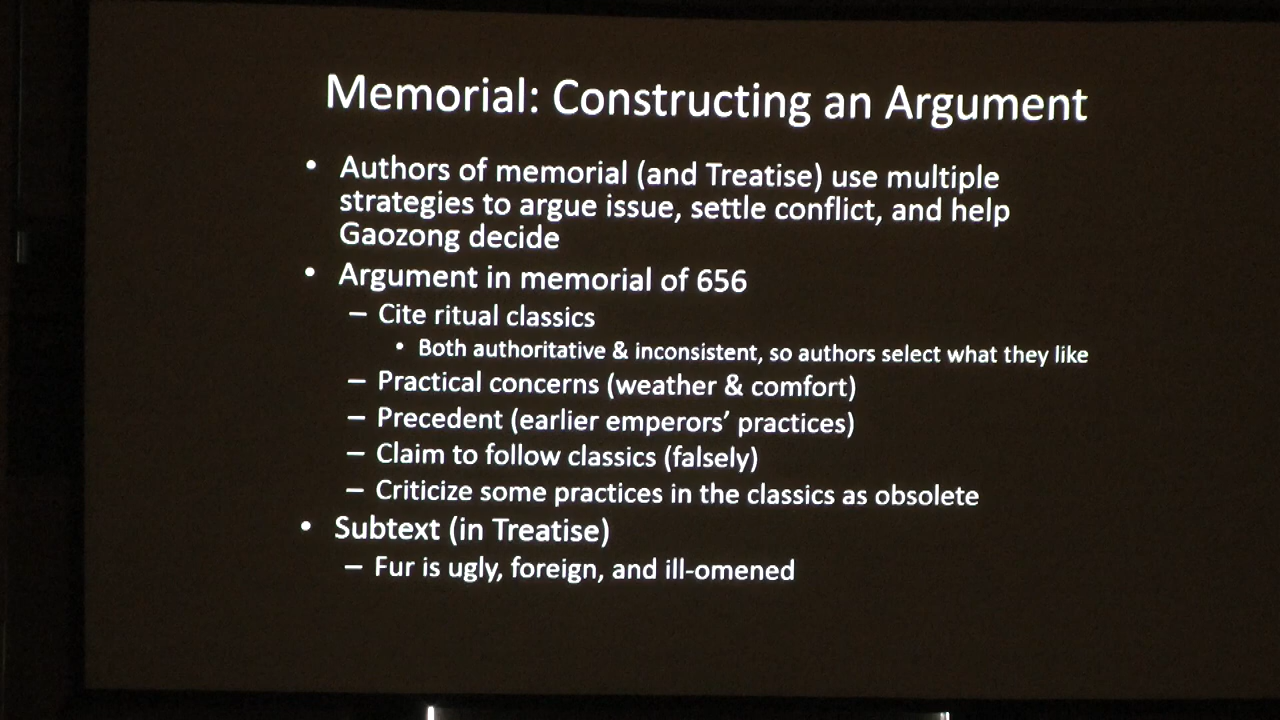 Memorial: Constructing an Argument
• Authors of memorial (and Treatise) use multiple
strategies to argue issue, settle conflict, and help
Gaozong decide
• Argument in memorial of 656
– Cite ritual classics
• Both authoritative & inconsistent, so authors select what they like
– Practical concerns (weather & comfort)
– Precedent (earlier emperors’ practices)
– Claim to follow classics (falsely)
– Criticize some practices in the classics as obsolete
• Subtext (in Treatise)
– Fur is ugly, foreign, and ill-omened